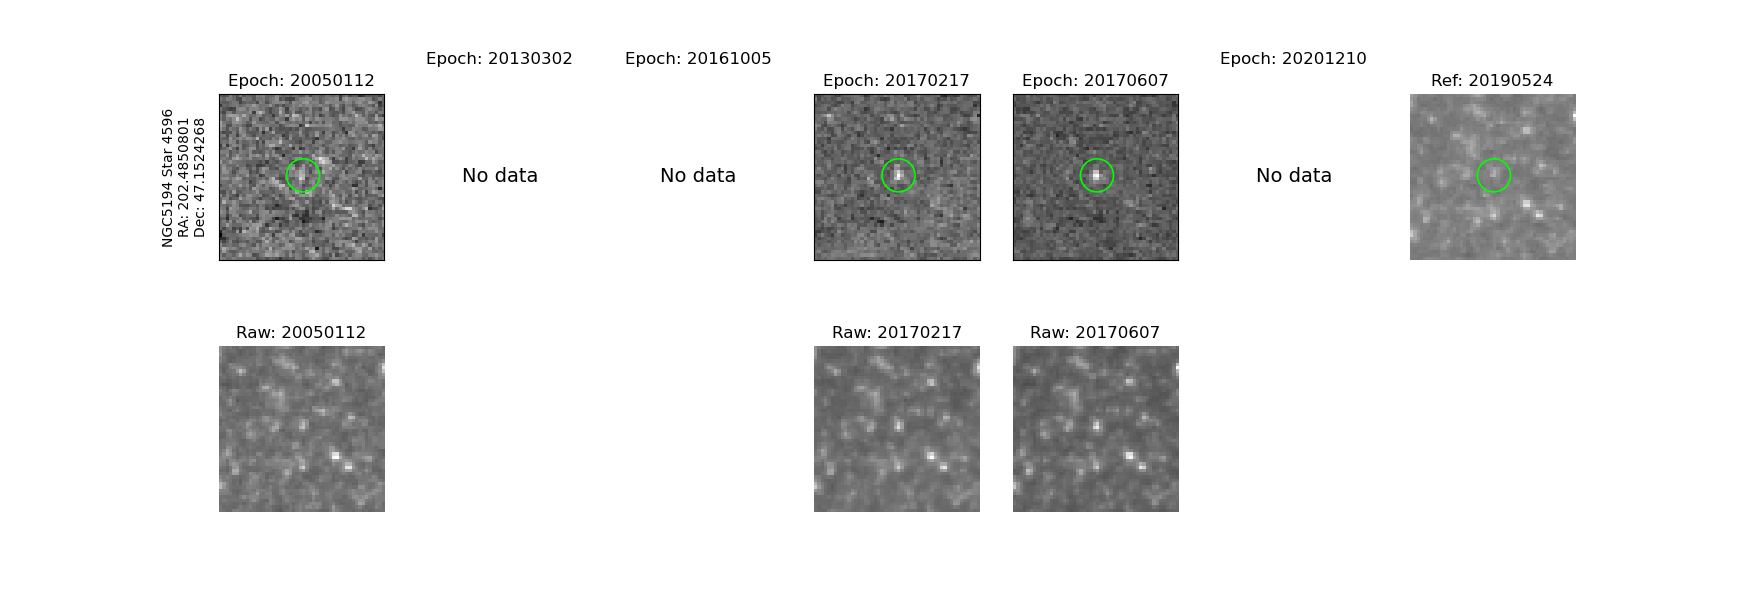 NGC5194 Star 4596
RA: 202.4850801
Dec: 47.1524268
Epoch: 20050112
Epoch: 20130302
No data
Epoch: 20161005
No data
Epoch: 20170217
Epoch: 20170607
Epoch: 20201210
No data
Ref: 20190524
Raw: 20050112
Raw: 20170217
Raw: 20170607